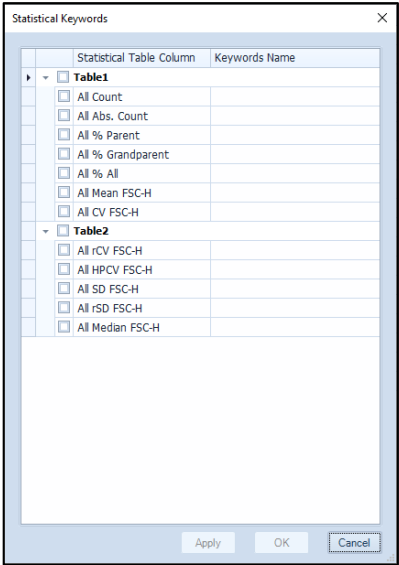 Statistical Keywords
Statistical Table Column Keywords Name
Table1
All Count
All Abs. Count
All % Parent
All % Grandparent
All % All
All Mean FSC-H
All CV FSC-H
Table2
All rCV FSC-H
All HPCV FSC-H
All SD FSC-H
All rSD FSC-H
All Median FSC-H
Apply OK Cancel